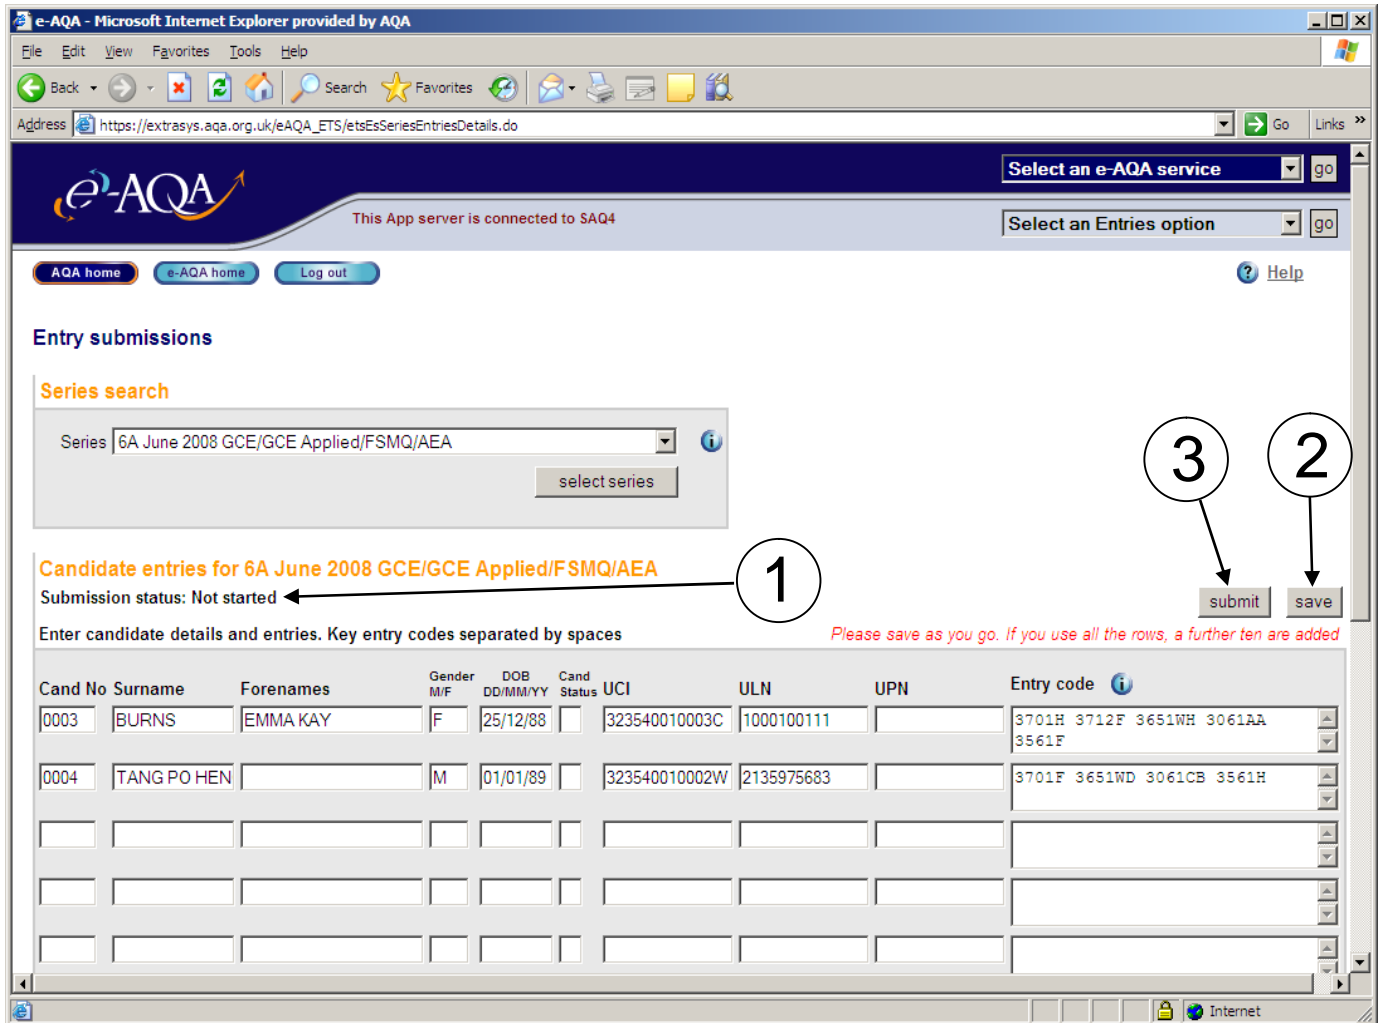 e-AQA - Microsoft Internet Explorer provided by AQA
File Edit View Favorites Tools Help
Back Search Favorites
Address https://extrasys.aqa.org.uk/eAQA_ETS/etsEsSeriesEntriesDetails.do Go Links »
e-AQA
Select an e-AQA service go
This App server is connected to SAQ4
Select an Entries option go
AQA home e-AQA home Log out
? Help
Entry submissions
Series search
Series 6A June 2008 GCE/GCE Applied/FSMQ/AEA i
select series
3 2
Candidate entries for 6A June 2008 GCE/GCE Applied/FSMQ/AEA
1
Submission status: Not started
submit save
Enter candidate details and entries. Key entry codes separated by spaces
Please save as you go. If you use all the rows, a further ten are added
Cand No Surname Forenames Gender M/F DOB DD/MM/YY Cand Status UCI ULN UPN Entry code i
0003 BURNS EMMA KAY F 25/12/88 323540010003C 1000100111 3701H 3712F 3651WH 3061AA
3561F
0004 TANG PO HEN M 01/01/89 323540010002W 2135975683 3701F 3651WD 3061CB 3561H
Internet